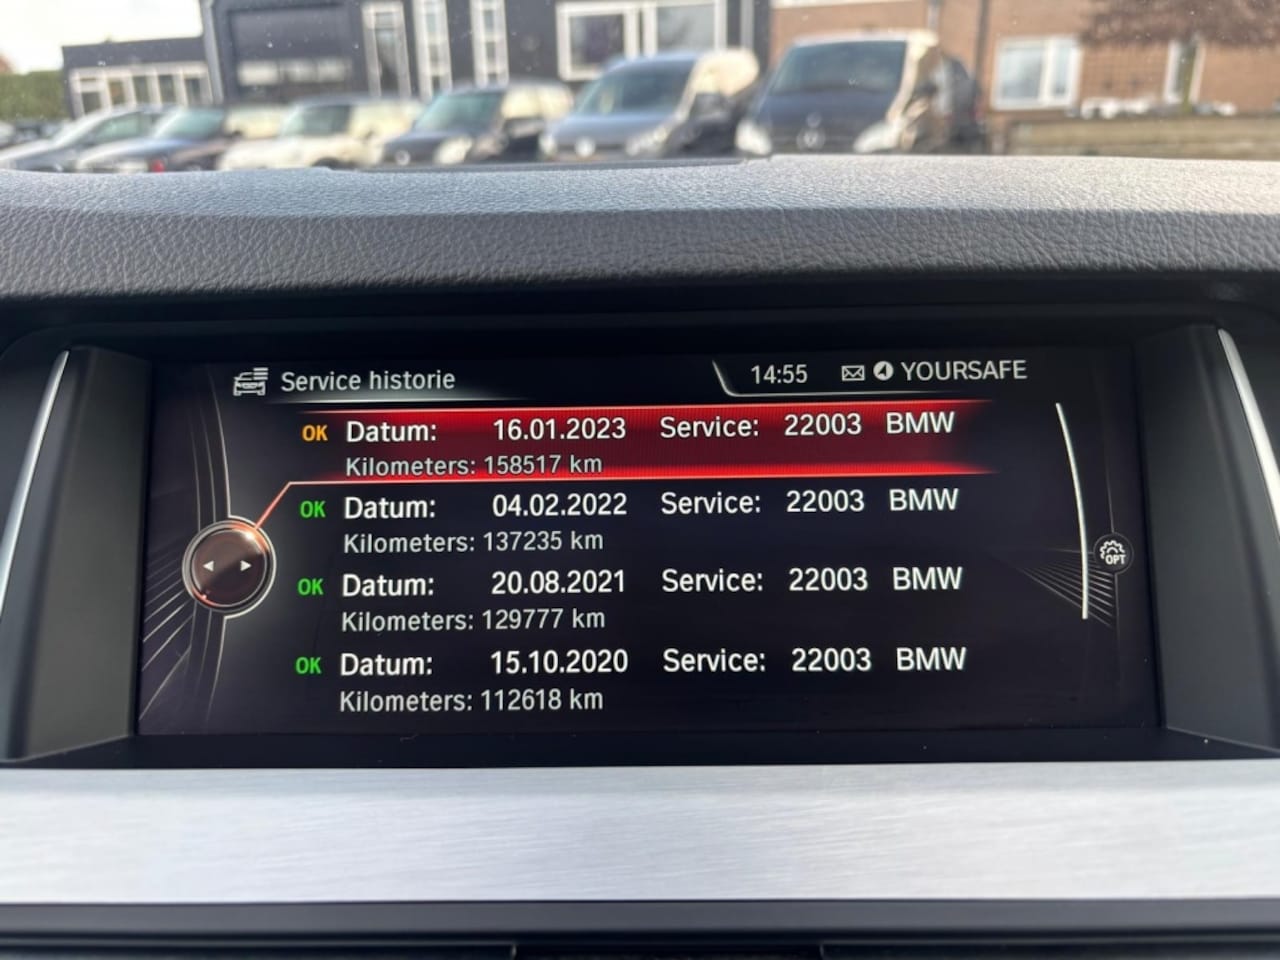 Service historie 14:55 YOURSAFE
OK Datum: 16.01.2023 Service: 22003 BMW
Kilometers: 158517 km
OK Datum: 04.02.2022 Service: 22003 BMW
Kilometers: 137235 km
OK Datum: 20.08.2021 Service: 22003 BMW
Kilometers: 129777 km
OPT
OK Datum: 15.10.2020 Service: 22003 BMW
Kilometers: 112618 km